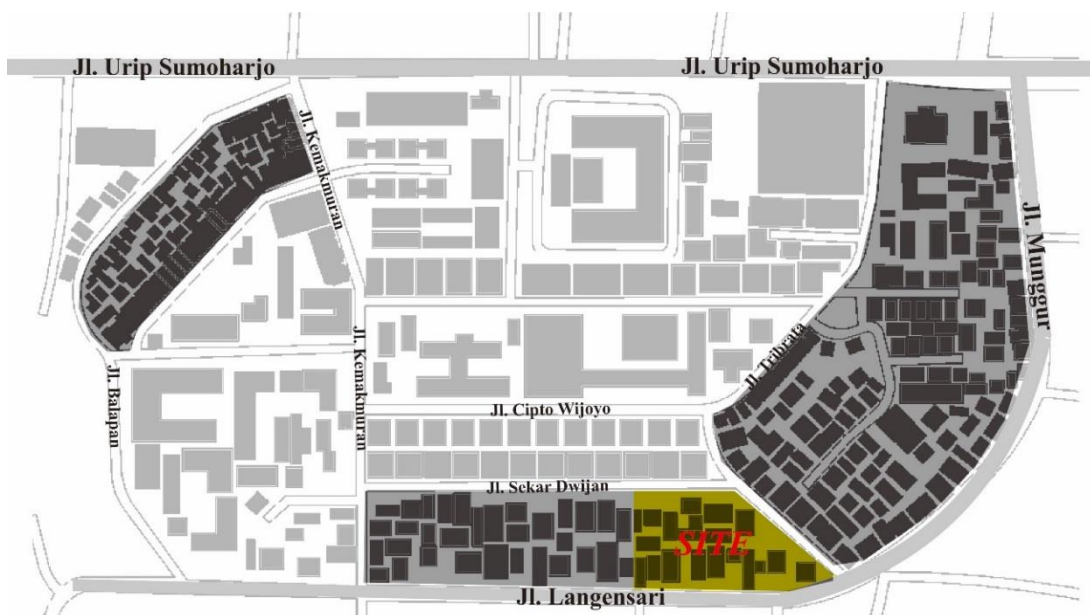 Jl. Urip Sumoharjo
Jl. Urip Sumoharjo
Jl. Kemakmuran
Jl. Munggur
Jl. Tribrata
Jl. Kemakmuran
Jl. Balapan
Jl. Cipto Wijoyo
Jl. Sekar Dwijan
SITE
Jl. Langensari